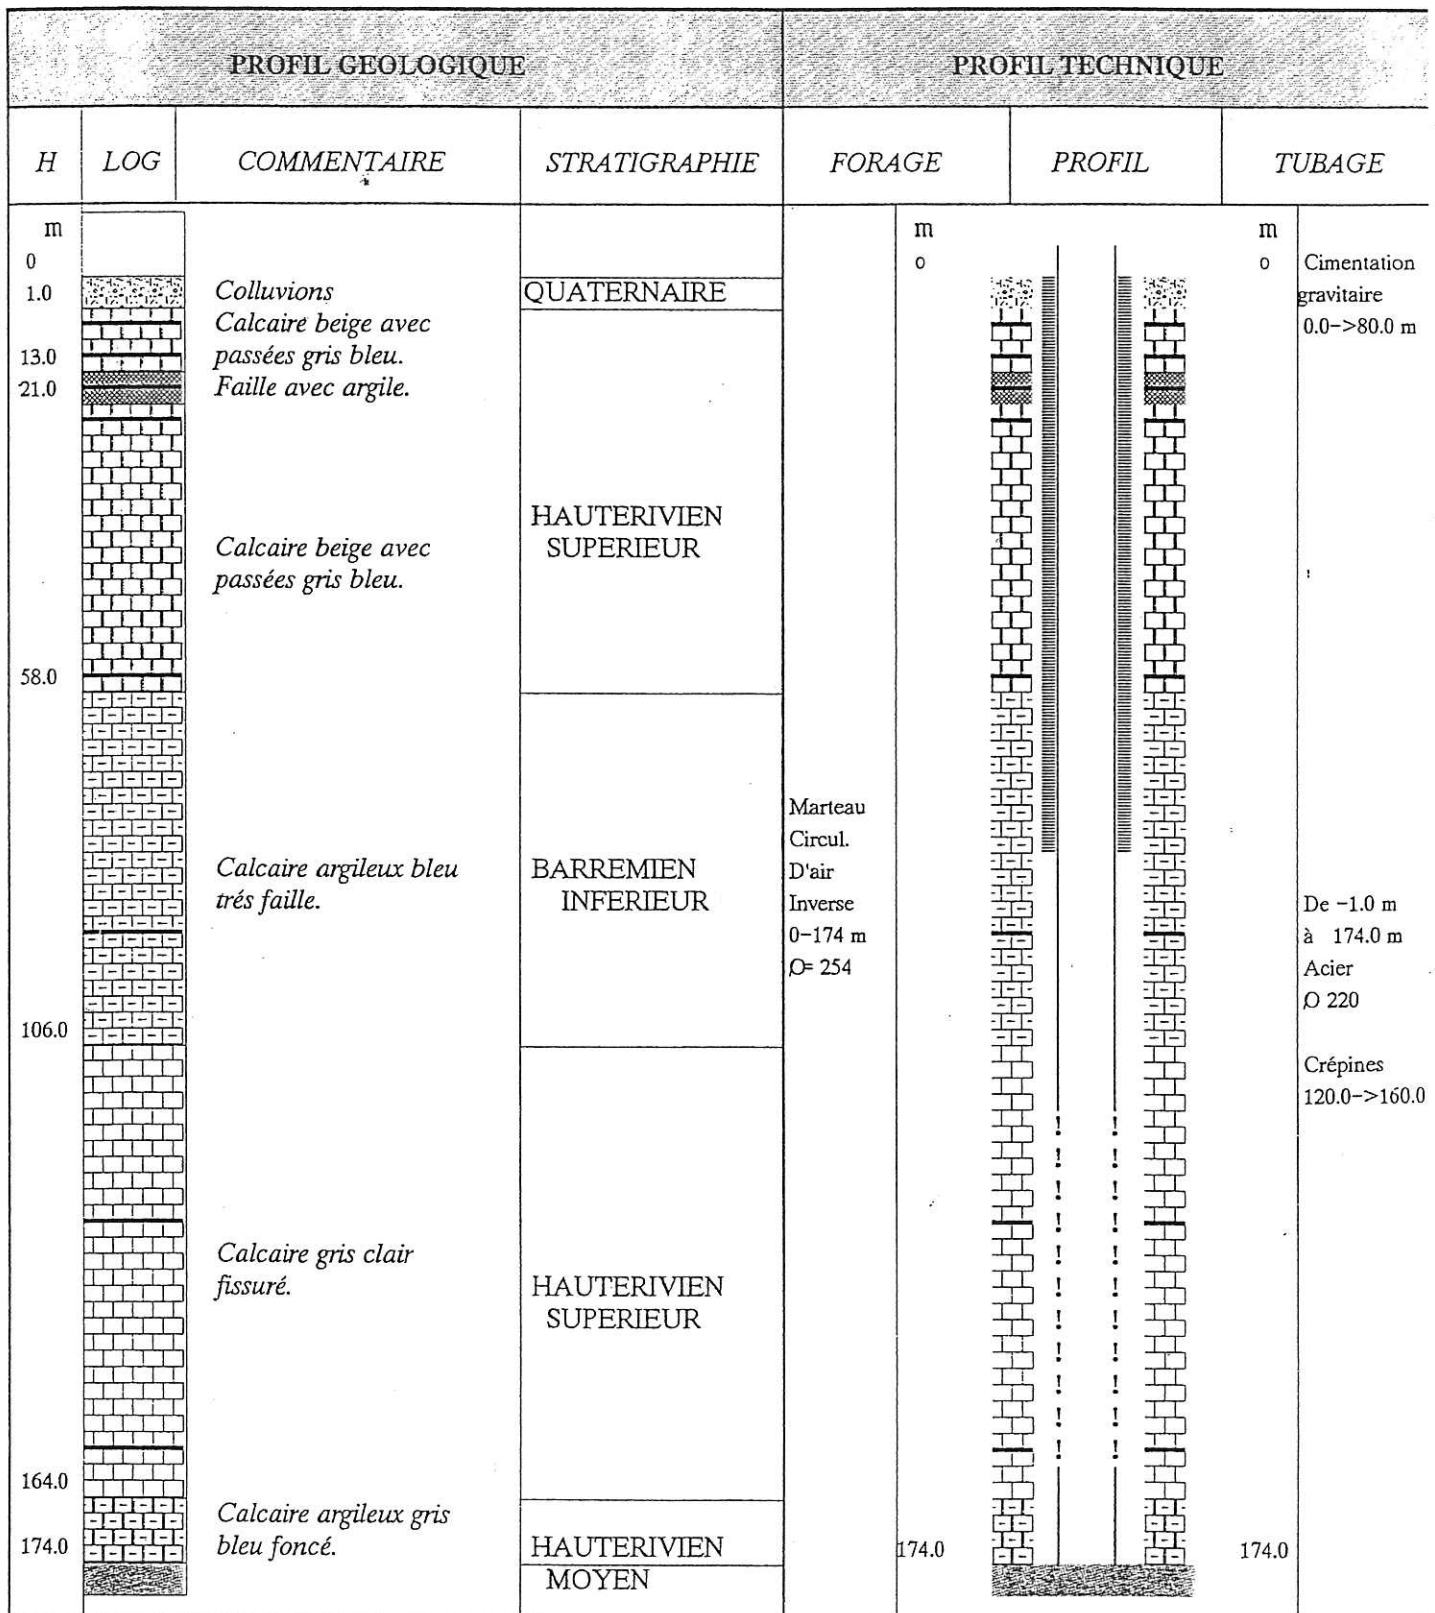 PROFIL GEOLOGIQUE
PROFIL TECHNIQUE
H
LOG
COMMENTAIRE
STRATIGRAPHIE
FORAGE
PROFIL
TUBAGE
m
0
1.0
13.0
21.0
58.0
106.0
164.0
174.0
Colluvions
Calcaire beige avec
passées gris bleu.
Faille avec argile.
Calcaire beige avec
passées gris bleu.
Calcaire argileux bleu
trés faille.
Calcaire gris clair
fissuré.
Calcaire argileux gris
bleu foncé.
QUATERNAIRE
HAUTERIVIEN
SUPERIEUR
BARREMIEN
INFERIEUR
HAUTERIVIEN
SUPERIEUR
HAUTERIVIEN
MOYEN
Marteau
Circul.
D'air
Inverse
0-174 m
Ø= 254
m
0
174.0
m
0
174.0
Cimentation
gravitaire
0.0->80.0 m
De -1.0 m
à 174.0 m
Acier
Ø 220
Crépines
120.0->160.0